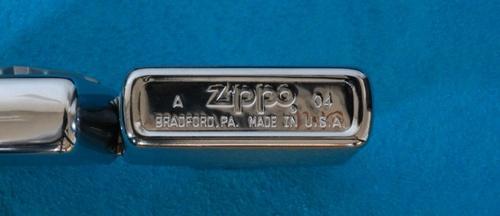 A Zippo 04
BRADFORD, PA. MADE IN U.S.A.